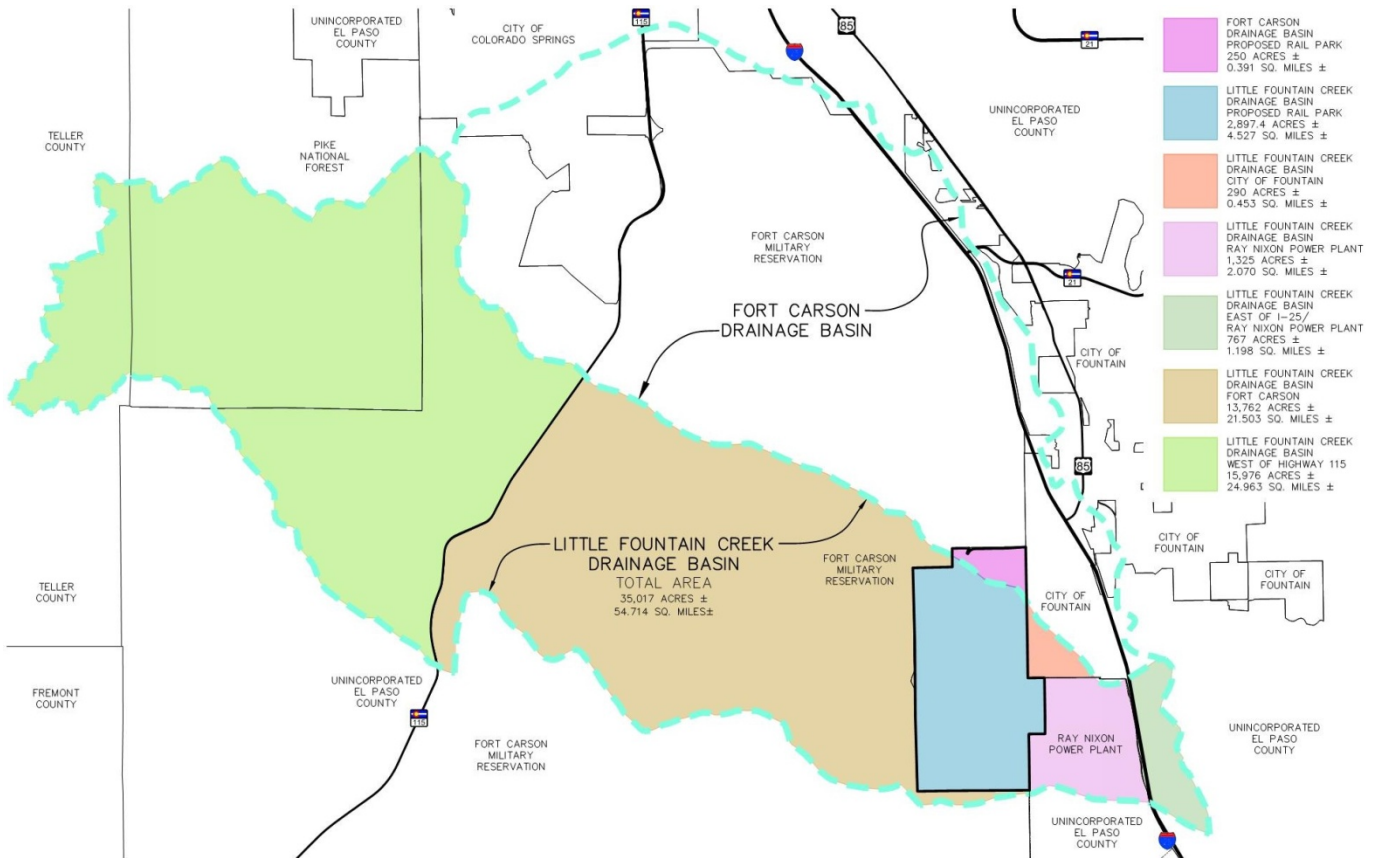 UNINCORPORATED
EL PASO
COUNTY
115
CITY OF
COLORADO SPRINGS
85
21
UNINCORPORATED
EL PASO
COUNTY
TELLER
COUNTY
PIKE
NATIONAL
FOREST
FORT CARSON
MILITARY
RESERVATION
21
FORT CARSON
DRAINAGE BASIN
CITY OF
FOUNTAIN
85
LITTLE FOUNTAIN CREEK
DRAINAGE BASIN
TOTAL AREA
35,017 ACRES ±
54.714 SQ. MILES±
FORT CARSON
MILITARY
RESERVATION
CITY OF
FOUNTAIN
CITY OF
FOUNTAIN
CITY OF
FOUNTAIN
TELLER
COUNTY
FREMONT
COUNTY
UNINCORPORATED
EL PASO
COUNTY
115
FORT CARSON
MILITARY
RESERVATION
RAY NIXON
POWER PLANT
UNINCORPORATED
EL PASO
COUNTY
UNINCORPORATED
EL PASO
COUNTY
FORT CARSON
DRAINAGE BASIN
PROPOSED RAIL PARK
250 ACRES ±
0.391 SQ. MILES ±
LITTLE FOUNTAIN CREEK
DRAINAGE BASIN
PROPOSED RAIL PARK
2,897.4 ACRES ±
4.527 SQ. MILES ±
LITTLE FOUNTAIN CREEK
DRAINAGE BASIN
CITY OF FOUNTAIN
290 ACRES ±
0.453 SQ. MILES ±
LITTLE FOUNTAIN CREEK
DRAINAGE BASIN
RAY NIXON POWER PLANT
1,325 ACRES ±
2.070 SQ. MILES ±
LITTLE FOUNTAIN CREEK
DRAINAGE BASIN
EAST OF I-25/
RAY NIXON POWER PLANT
767 ACRES ±
1.198 SQ. MILES ±
LITTLE FOUNTAIN CREEK
DRAINAGE BASIN
FORT CARSON
13,762 ACRES ±
21.503 SQ. MILES ±
LITTLE FOUNTAIN CREEK
DRAINAGE BASIN
WEST OF HIGHWAY 115
15,976 ACRES ±
24.963 SQ. MILES ±